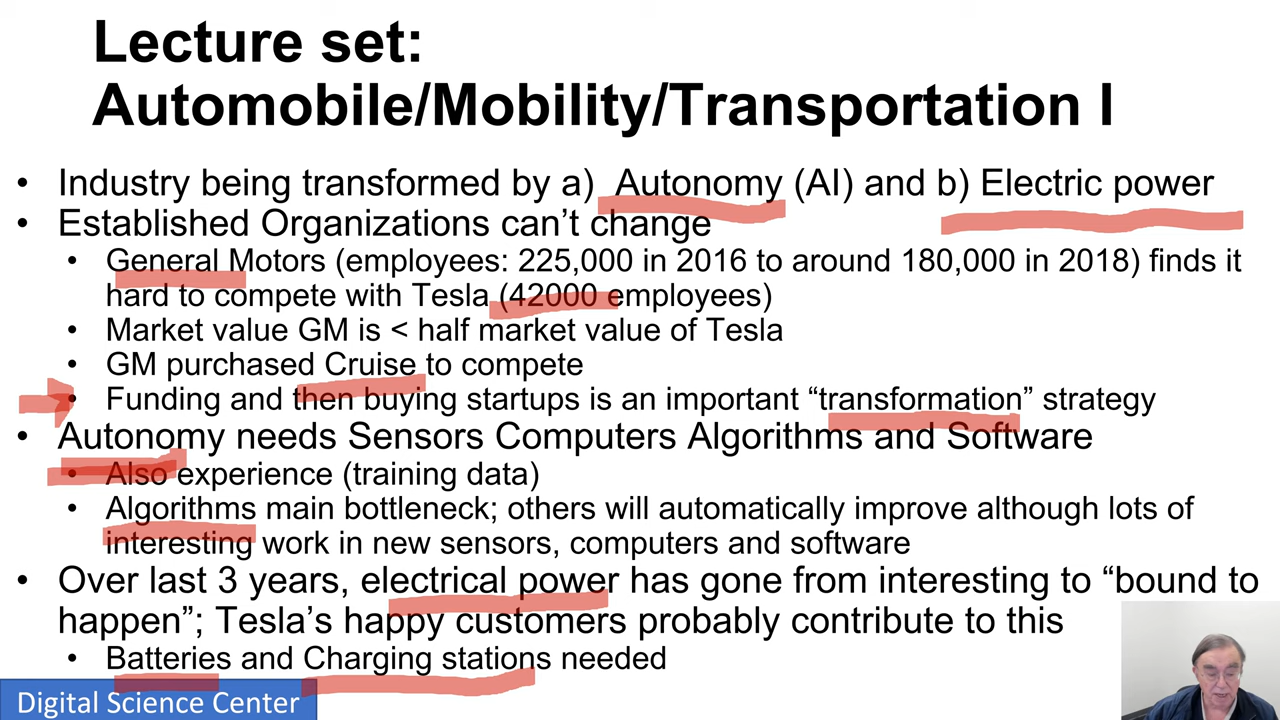 Lecture set:
Automobile/Mobility/Transportation I
• Industry being transformed by a) Autonomy (AI) and b) Electric power
• Established Organizations can’t change
• General Motors (employees: 225,000 in 2016 to around 180,000 in 2018) finds it
hard to compete with Tesla (42000 employees)
• Market value GM is < half market value of Tesla
• GM purchased Cruise to compete
• Funding and then buying startups is an important “transformation” strategy
• Autonomy needs Sensors Computers Algorithms and Software
• Also experience (training data)
• Algorithms main bottleneck; others will automatically improve although lots of
interesting work in new sensors, computers and software
• Over last 3 years, electrical power has gone from interesting to “bound to
happen”; Tesla’s happy customers probably contribute to this
• Batteries and Charging stations needed
Digital Science Center